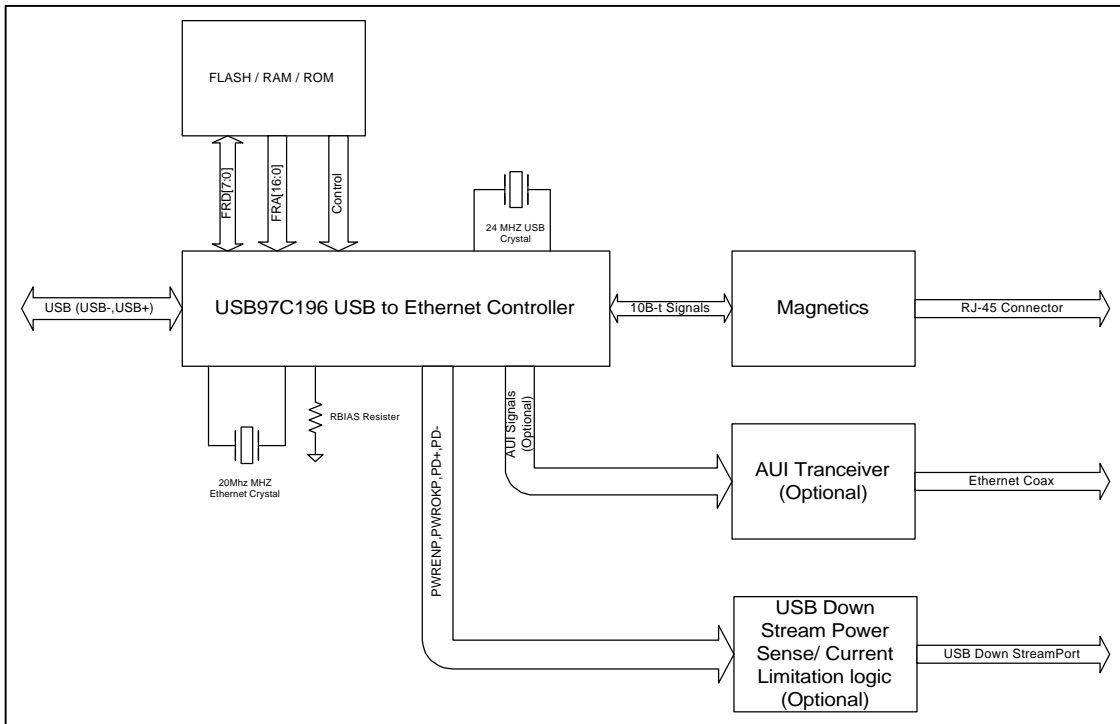 FLASH / RAM / ROM
FRD[7:0]
FRA[16:0]
Control
24 MHZ USB
Crystal
USB (USB-,USB+)
USB97C196 USB to Ethernet Controller
10B-t Signals
Magnetics
RJ-45 Connector
RBIAS Resister
20Mhz MHZ
Ethernet Crystal
PWRENP,PWROKP,PD+,PD-
AUI Signals
(Optional)
AUI Tranceiver
(Optional)
Ethernet Coax
USB Down
Stream Power
Sense/ Current
Limitation logic
(Optional)
USB Down StreamPort